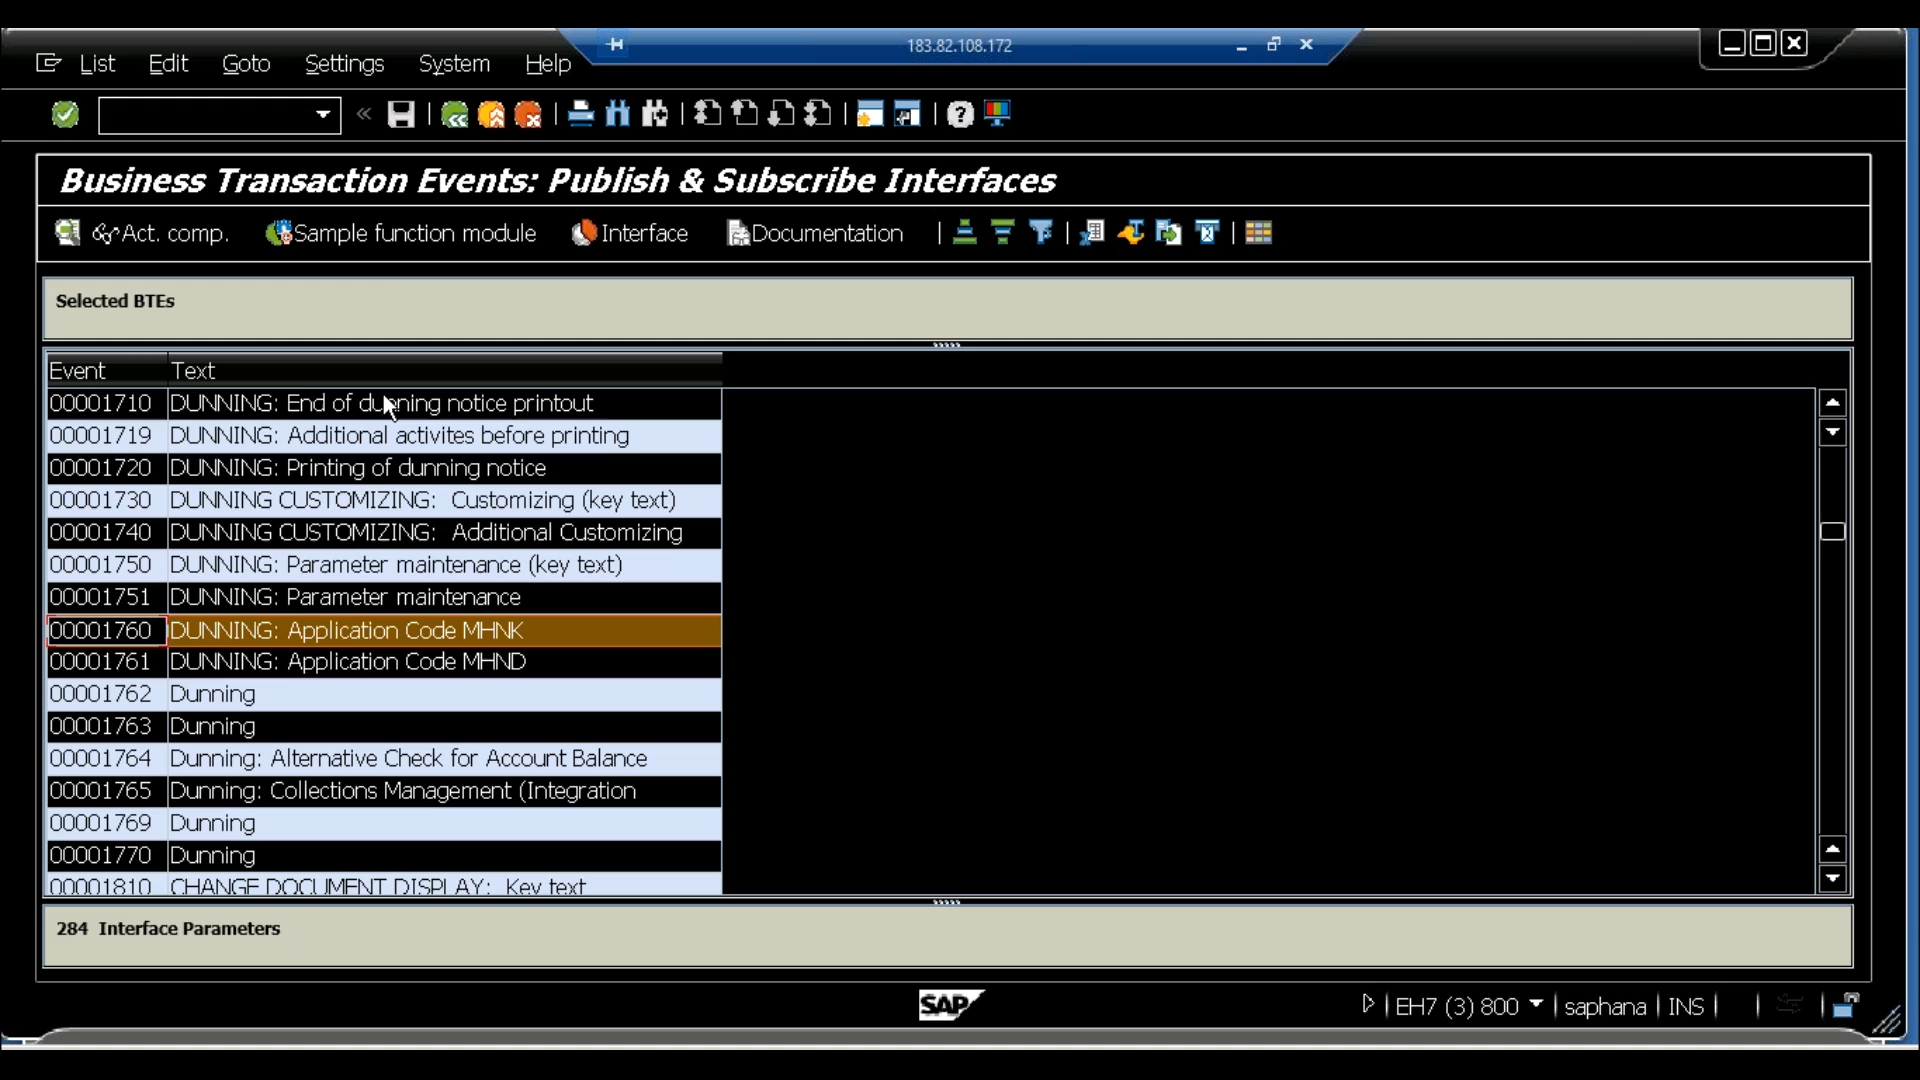 183.82.108.172
List Edit Goto Settings System Help
Business Transaction Events: Publish & Subscribe Interfaces
Act. comp. Sample function module Interface Documentation
Selected BTEs
Event Text
00001710 DUNNING: End of dunning notice printout
00001719 DUNNING: Additional activites before printing
00001720 DUNNING: Printing of dunning notice
00001730 DUNNING CUSTOMIZING: Customizing (key text)
00001740 DUNNING CUSTOMIZING: Additional Customizing
00001750 DUNNING: Parameter maintenance (key text)
00001751 DUNNING: Parameter maintenance
00001760 DUNNING: Application Code MHNK
00001761 DUNNING: Application Code MHND
00001762 Dunning
00001763 Dunning
00001764 Dunning: Alternative Check for Account Balance
00001765 Dunning: Collections Management (Integration
00001769 Dunning
00001770 Dunning
00001810 CHANGE DOCUMENT DISPLAY: Key text
284 Interface Parameters
SAP EH7 (3) 800 saphana INS